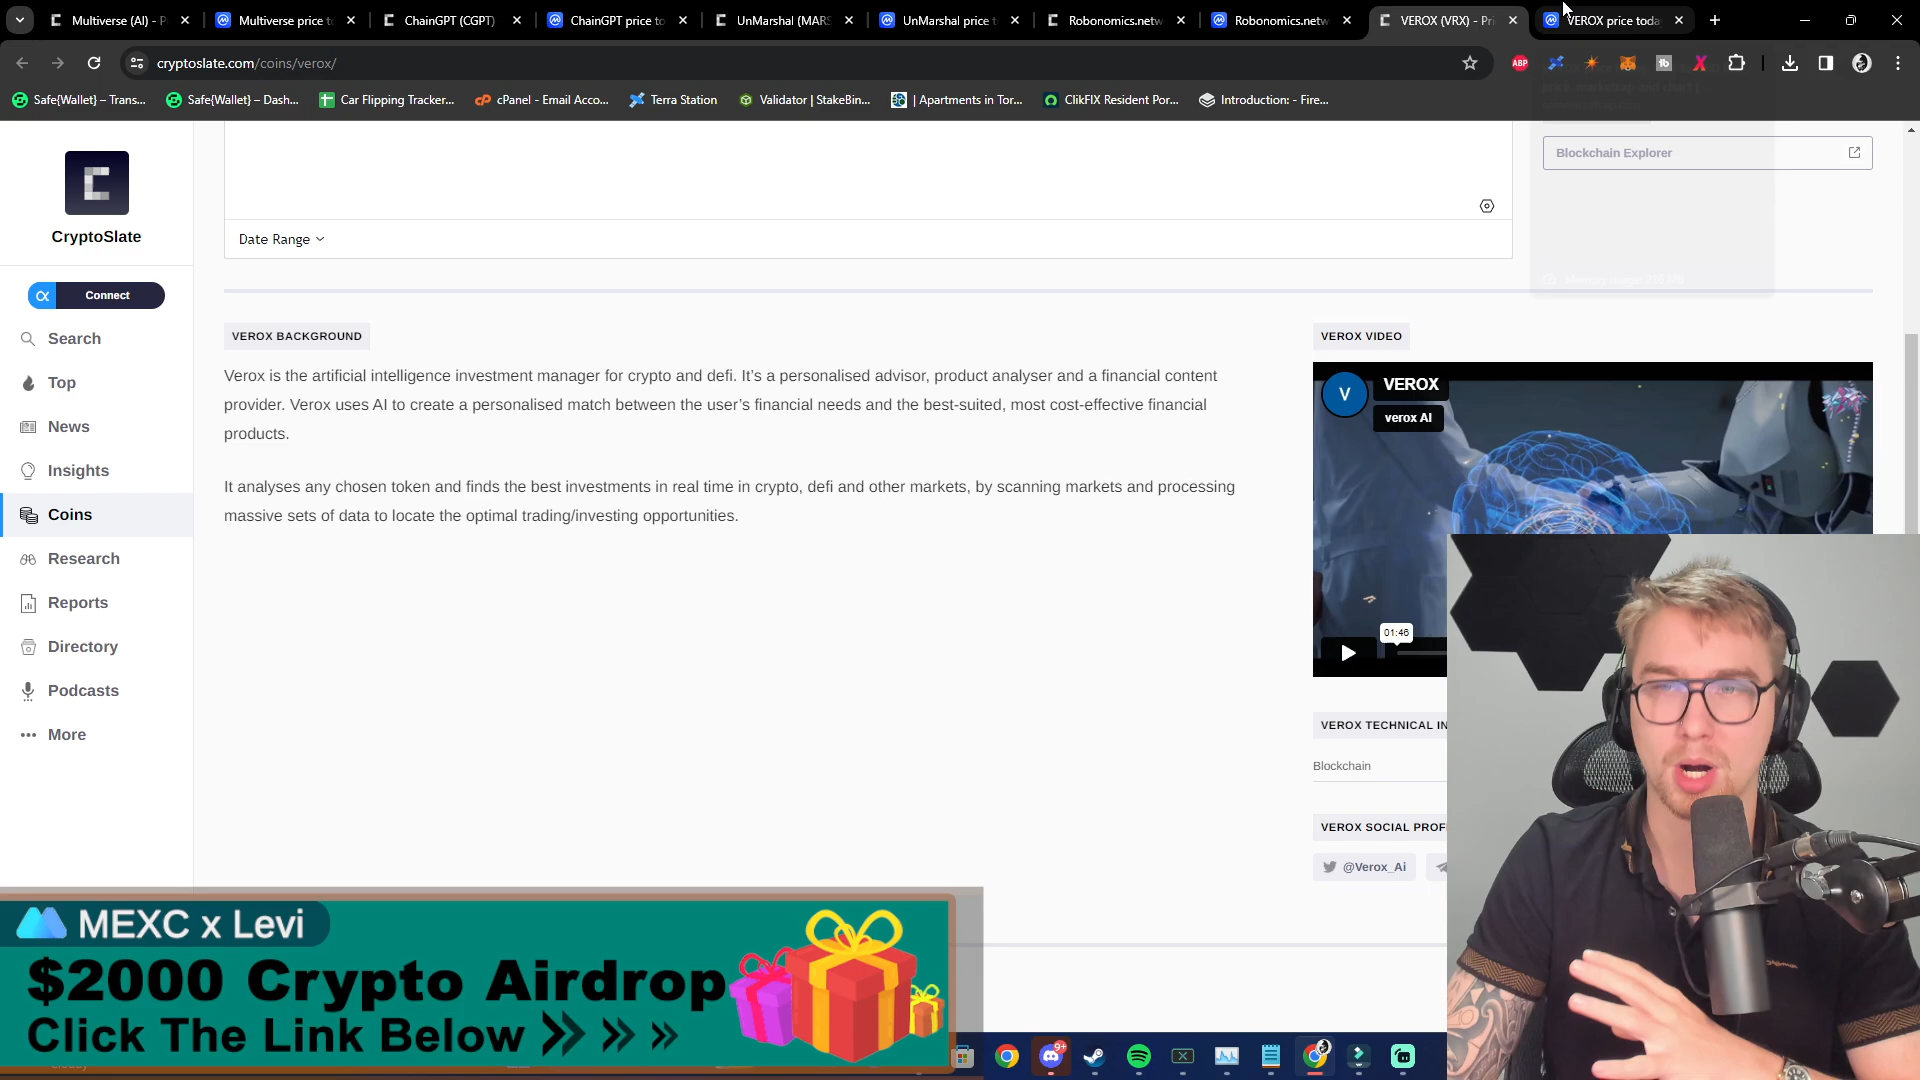 Multiverse (AI) - P
Multiverse price t
ChainGPT (CGPT)
ChainGPT price to
UnMarshal (MARS
UnMarshal price t
Robonomics.netw
Robonomics.netw
VEROX (VRX) - Pri
VEROX price toda
cryptoslate.com/coins/verox/
ABP
Safe{Wallet} – Trans...
Safe{Wallet} – Dash...
Car Flipping Tracker...
cPanel - Email Acco...
Terra Station
Validator | StakeBin...
| Apartments in Tor...
ClikFIX Resident Por...
Introduction: - Fire...
CryptoSlate
Connect
Search
Top
News
Insights
Coins
Research
Reports
Directory
Podcasts
More
Blockchain Explorer
Date Range
VEROX BACKGROUND
Verox is the artificial intelligence investment manager for crypto and defi. It's a personalised advisor, product analyser and a financial content
provider. Verox uses AI to create a personalised match between the user's financial needs and the best-suited, most cost-effective financial
products.
It analyses any chosen token and finds the best investments in real time in crypto, defi and other markets, by scanning markets and processing
massive sets of data to locate the optimal trading/investing opportunities.
VEROX VIDEO
V
VEROX
verox AI
01:46
VEROX TECHNICAL IN
Blockchain
VEROX SOCIAL PROF
@Verox_Ai
MEXC x Levi
$2000 Crypto Airdrop
Click The Link Below
9+